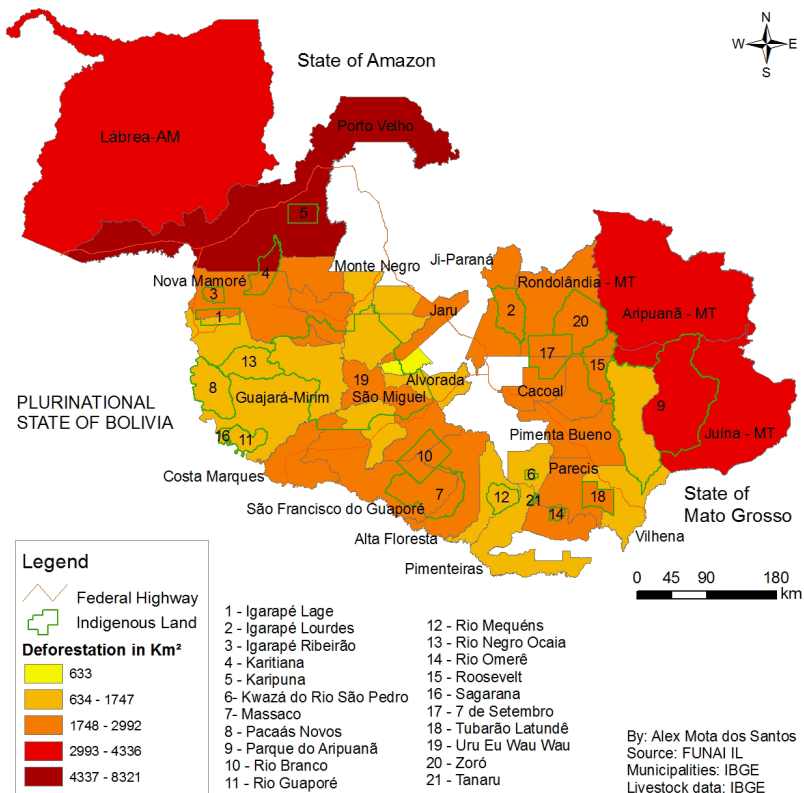 N
W E
S
State of Amazon
Lábrea-AM
Porto Velho
5
4
Nova Mamoré
3
1
Monte Negro
Ji-Paraná
Jaru
2
Rondolândia - MT
20
Aripuanã - MT
17
15
13
8
Guajará-Mirim
19
São Miguel
Alvorada
Cacoal
9
Juína - MT
PLURINATIONAL
STATE OF BOLIVIA
16
11
Costa Marques
10
7
São Francisco do Guaporé
Alta Floresta
Pimenteiras
Pimenta Bueno
Parecis
6
12
21
14
18
Vilhena
State of
Mato Grosso
0 45 90 180
km
Legend
Federal Highway
Indigenous Land
Deforestation in Km²
633
634 - 1747
1748 - 2992
2993 - 4336
4337 - 8321
1 - Igarapé Lage
2 - Igarapé Lourdes
3 - Igarapé Ribeirão
4 - Karitiana
5 - Karipuna
6- Kwazá do Rio São Pedro
7- Massaco
8 - Pacaás Novos
9 - Parque do Aripuanã
10 - Rio Branco
11 - Rio Guaporé
12 - Rio Mequéns
13 - Rio Negro Ocaia
14 - Rio Omerê
15 - Roosevelt
16 - Sagarana
17 - 7 de Setembro
18 - Tubarão Latundê
19 - Uru Eu Wau Wau
20 - Zoró
21 - Tanaru
By: Alex Mota dos Santos
Source: FUNAI IL
Municipalities: IBGE
Livestock data: IBGE